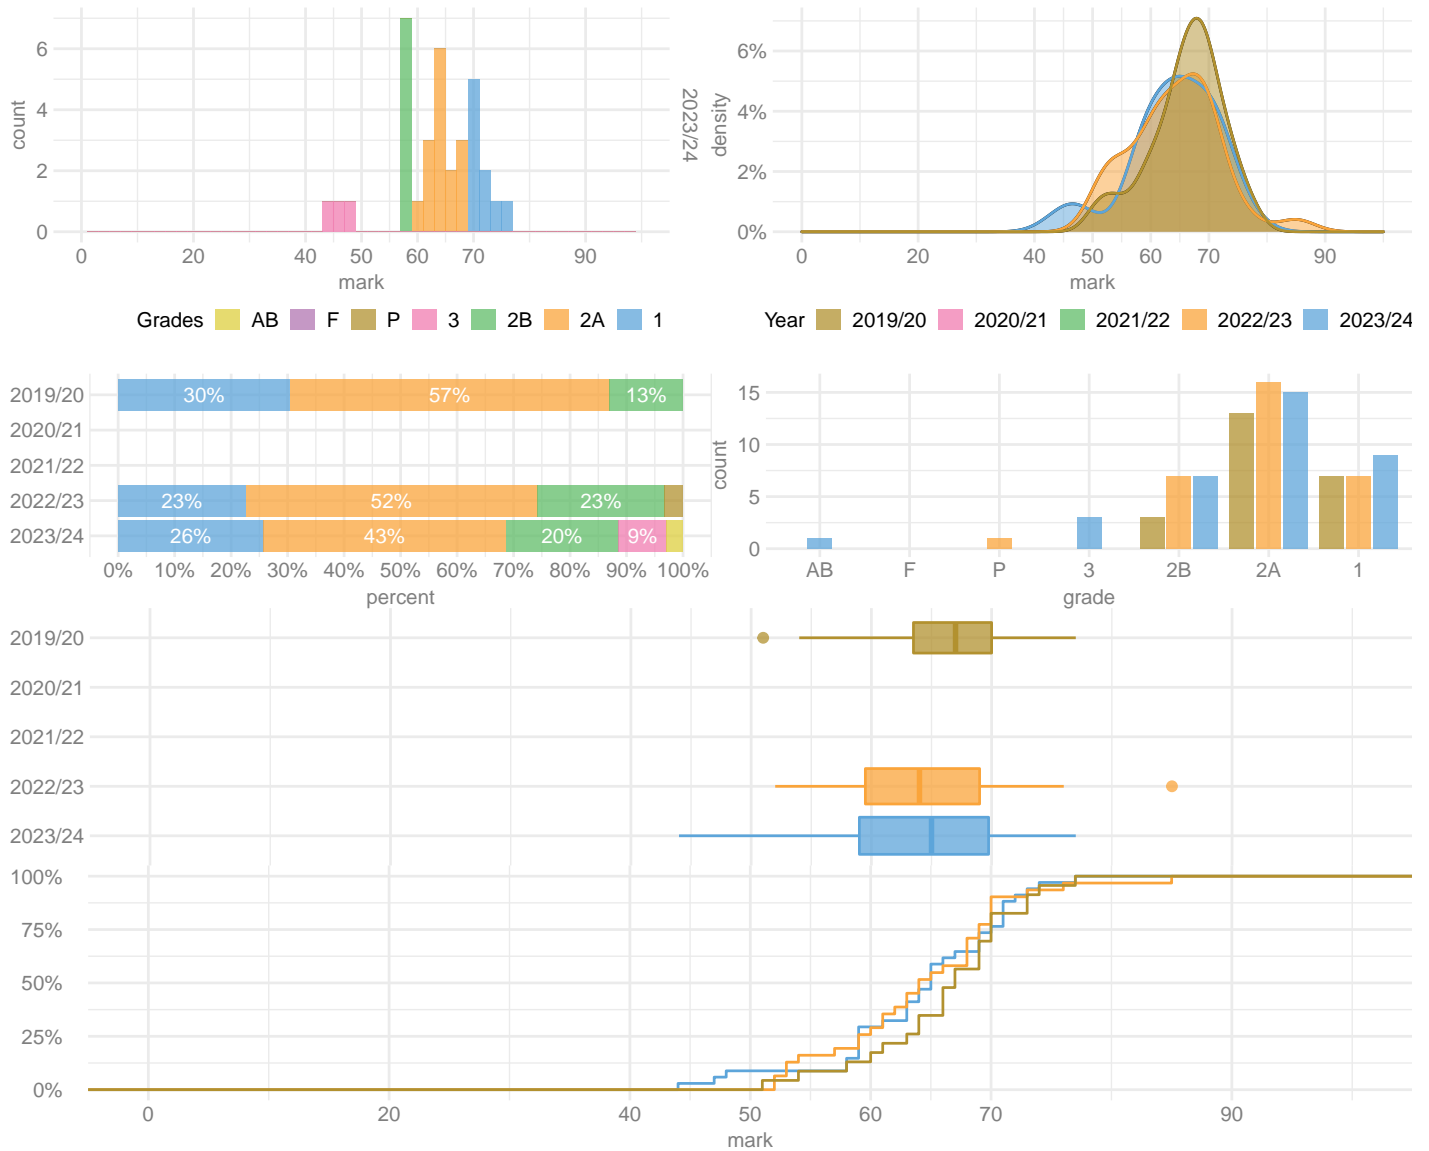 6
4
2
0
count
0 20 40 50 60 70 90
mark
2023/24
6%
4%
2%
0%
density
0 20 40 50 60 70 90
mark
Grades AB F P 3 2B 2A 1
Year 2019/20 2020/21 2021/22 2022/23 2023/24
2019/20 30% 57% 13%
2020/21
2021/22
2022/23 23% 52% 23%
2023/24 26% 43% 20% 9%
0% 10% 20% 30% 40% 50% 60% 70% 80% 90% 100%
percent
15
10
5
0
count
AB F P 3 2B 2A 1
grade
2019/20
2020/21
2021/22
2022/23
2023/24
100%
75%
50%
25%
0%
0 20 40 50 60 70 90
mark